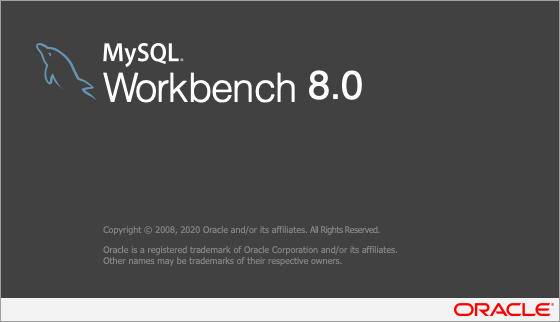 MySQL®
Workbench 8.0
Copyright © 2008, 2020 Oracle and/or its affiliates. All Rights Reserved.
Oracle is a registered trademark of Oracle Corporation and/or its affiliates.
Other names may be trademarks of their respective owners.
ORACLE®